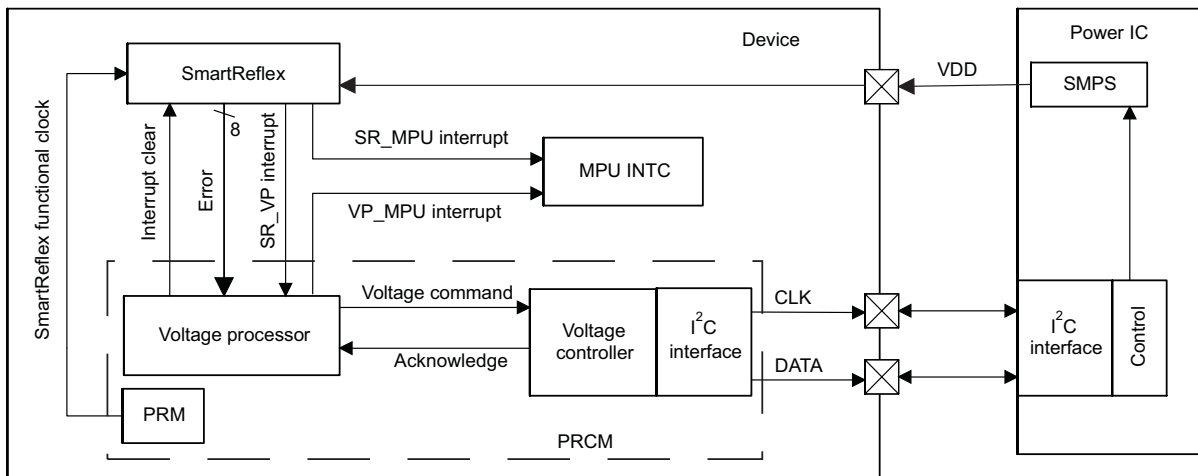 Device
Power IC
SmartReflex
VDD
SMPS
8
SR_MPU interrupt
MPU INTC
VP_MPU interrupt
SmartReflex functional clock
Interrupt clear
Error
SR_VP interrupt
Voltage processor
Voltage command
Acknowledge
Voltage
controller
I²C
interface
CLK
DATA
I²C
interface
Control
PRM
PRCM